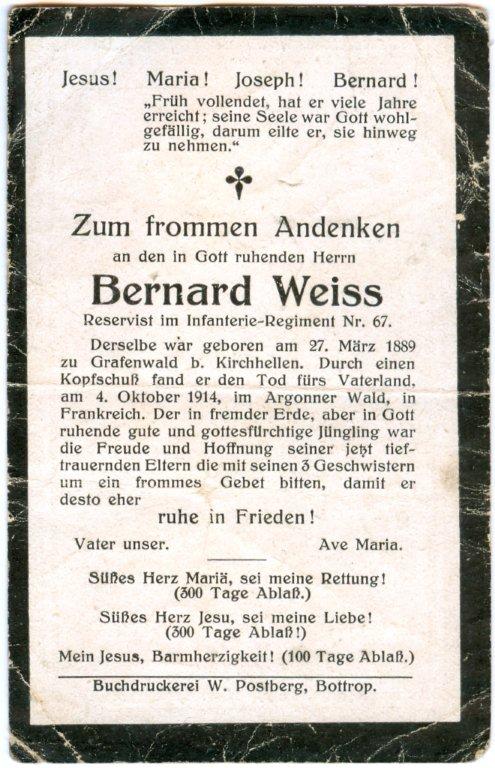 Jesus! Maria! Joseph! Bernard!
„Früh vollendet, hat er viele Jahre
erreicht; seine Seele war Gott wohl-
gefällig, darum eilte er, sie hinweg
zu nehmen.“
Zum frommen Andenken
an den in Gott ruhenden Herrn
Bernard Weiss
Reservist im Infanterie-Regiment Nr. 67.
Derselbe war geboren am 27. März 1889
zu Grafenwald b. Kirchhellen. Durch einen
Kopfschuß fand er den Tod fürs Vaterland,
am 4. Oktober 1914, im Argonner Wald, in
Frankreich. Der in fremder Erde, aber in Gott
ruhende gute und gottesfürchtige Jüngling war
die Freude und Hoffnung seiner jetzt tief-
trauernden Eltern die mit seinen 3 Geschwistern
um ein frommes Gebet bitten, damit er
desto eher
ruhe in Frieden!
Vater unser. Ave Maria.
Süßes Herz Mariä, sei meine Rettung!
(300 Tage Ablaß.)
Süßes Herz Jesu, sei meine Liebe!
(300 Tage Ablaß!)
Mein Jesus, Barmherzigkeit! (100 Tage Ablaß.)
Buchdruckerei W. Postberg, Bottrop.